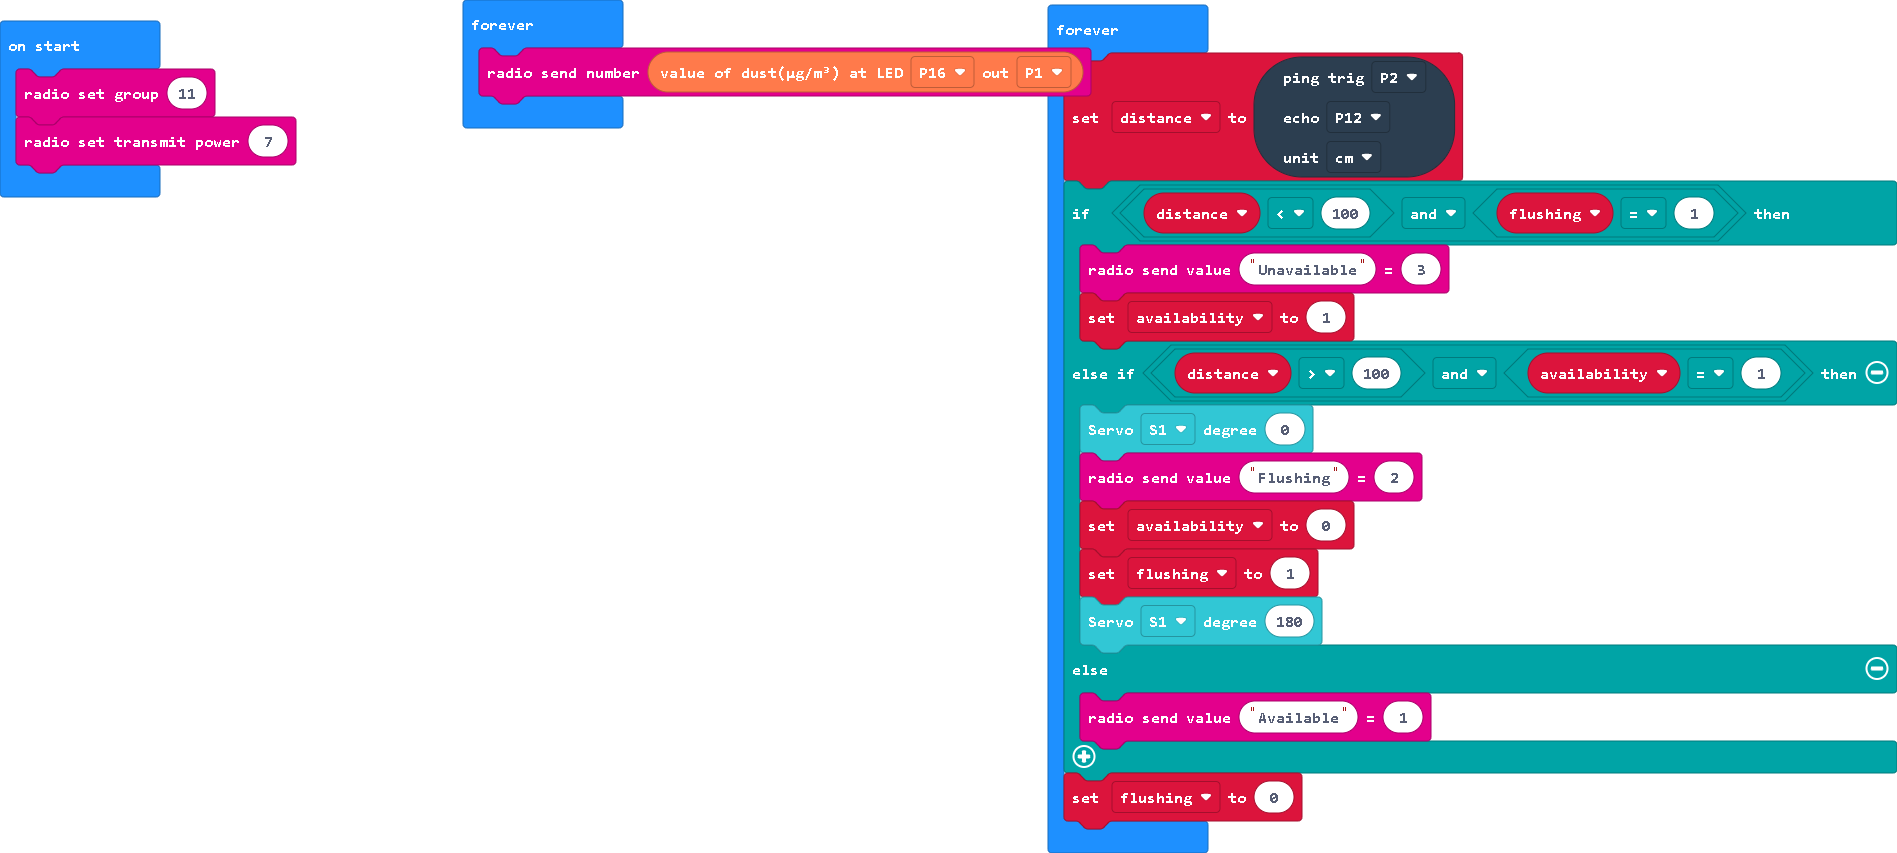 on start
radio set group 11
radio set transmit power 7
forever
radio send number value of dust(µg/m³) at LED P16 out P1
forever
set distance to ping trig P2
echo P12
unit cm
if distance < 100 and flushing = 1 then
radio send value "Unavailable" = 3
set availability to 1
else if distance > 100 and availability = 1 then
Servo S1 degree 0
radio send value "Flushing" = 2
set availability to 0
set flushing to 1
Servo S1 degree 180
else
radio send value "Available" = 1
set flushing to 0